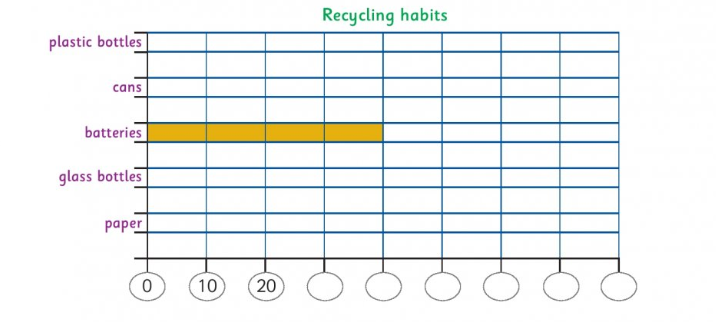 Recycling habits
plastic bottles
cans
batteries
glass bottles
paper
0 10 20